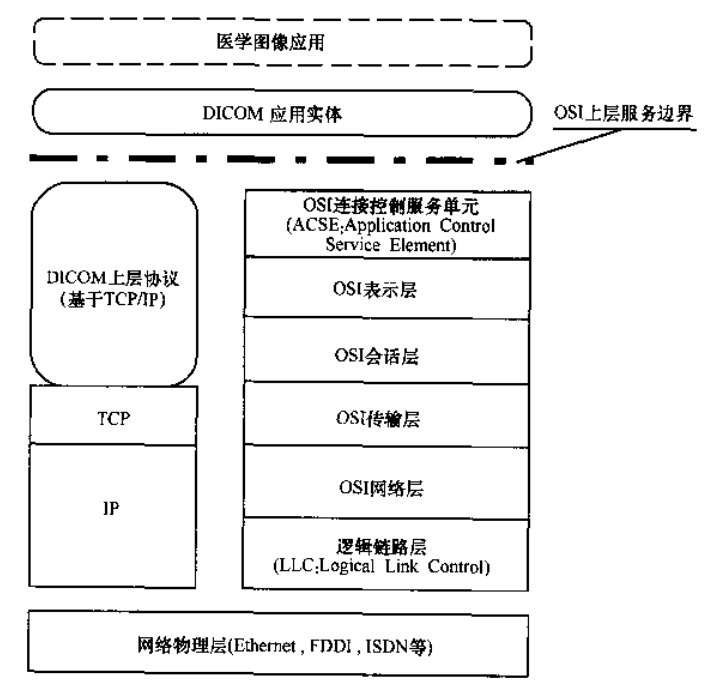 医学图像应用
DICOM 应用实体
OSI上层服务边界
DICOM上层协议
(基于TCP/IP)
TCP
IP
OSI连接控制服务单元
(ACSE;Application Control
Service Element)
OSI表示层
OSI会话层
OSI传输层
OSI网络层
逻辑链路层
(LLC;Logical Link Control)
网络物理层(Ethernet , FDDI , ISDN等)